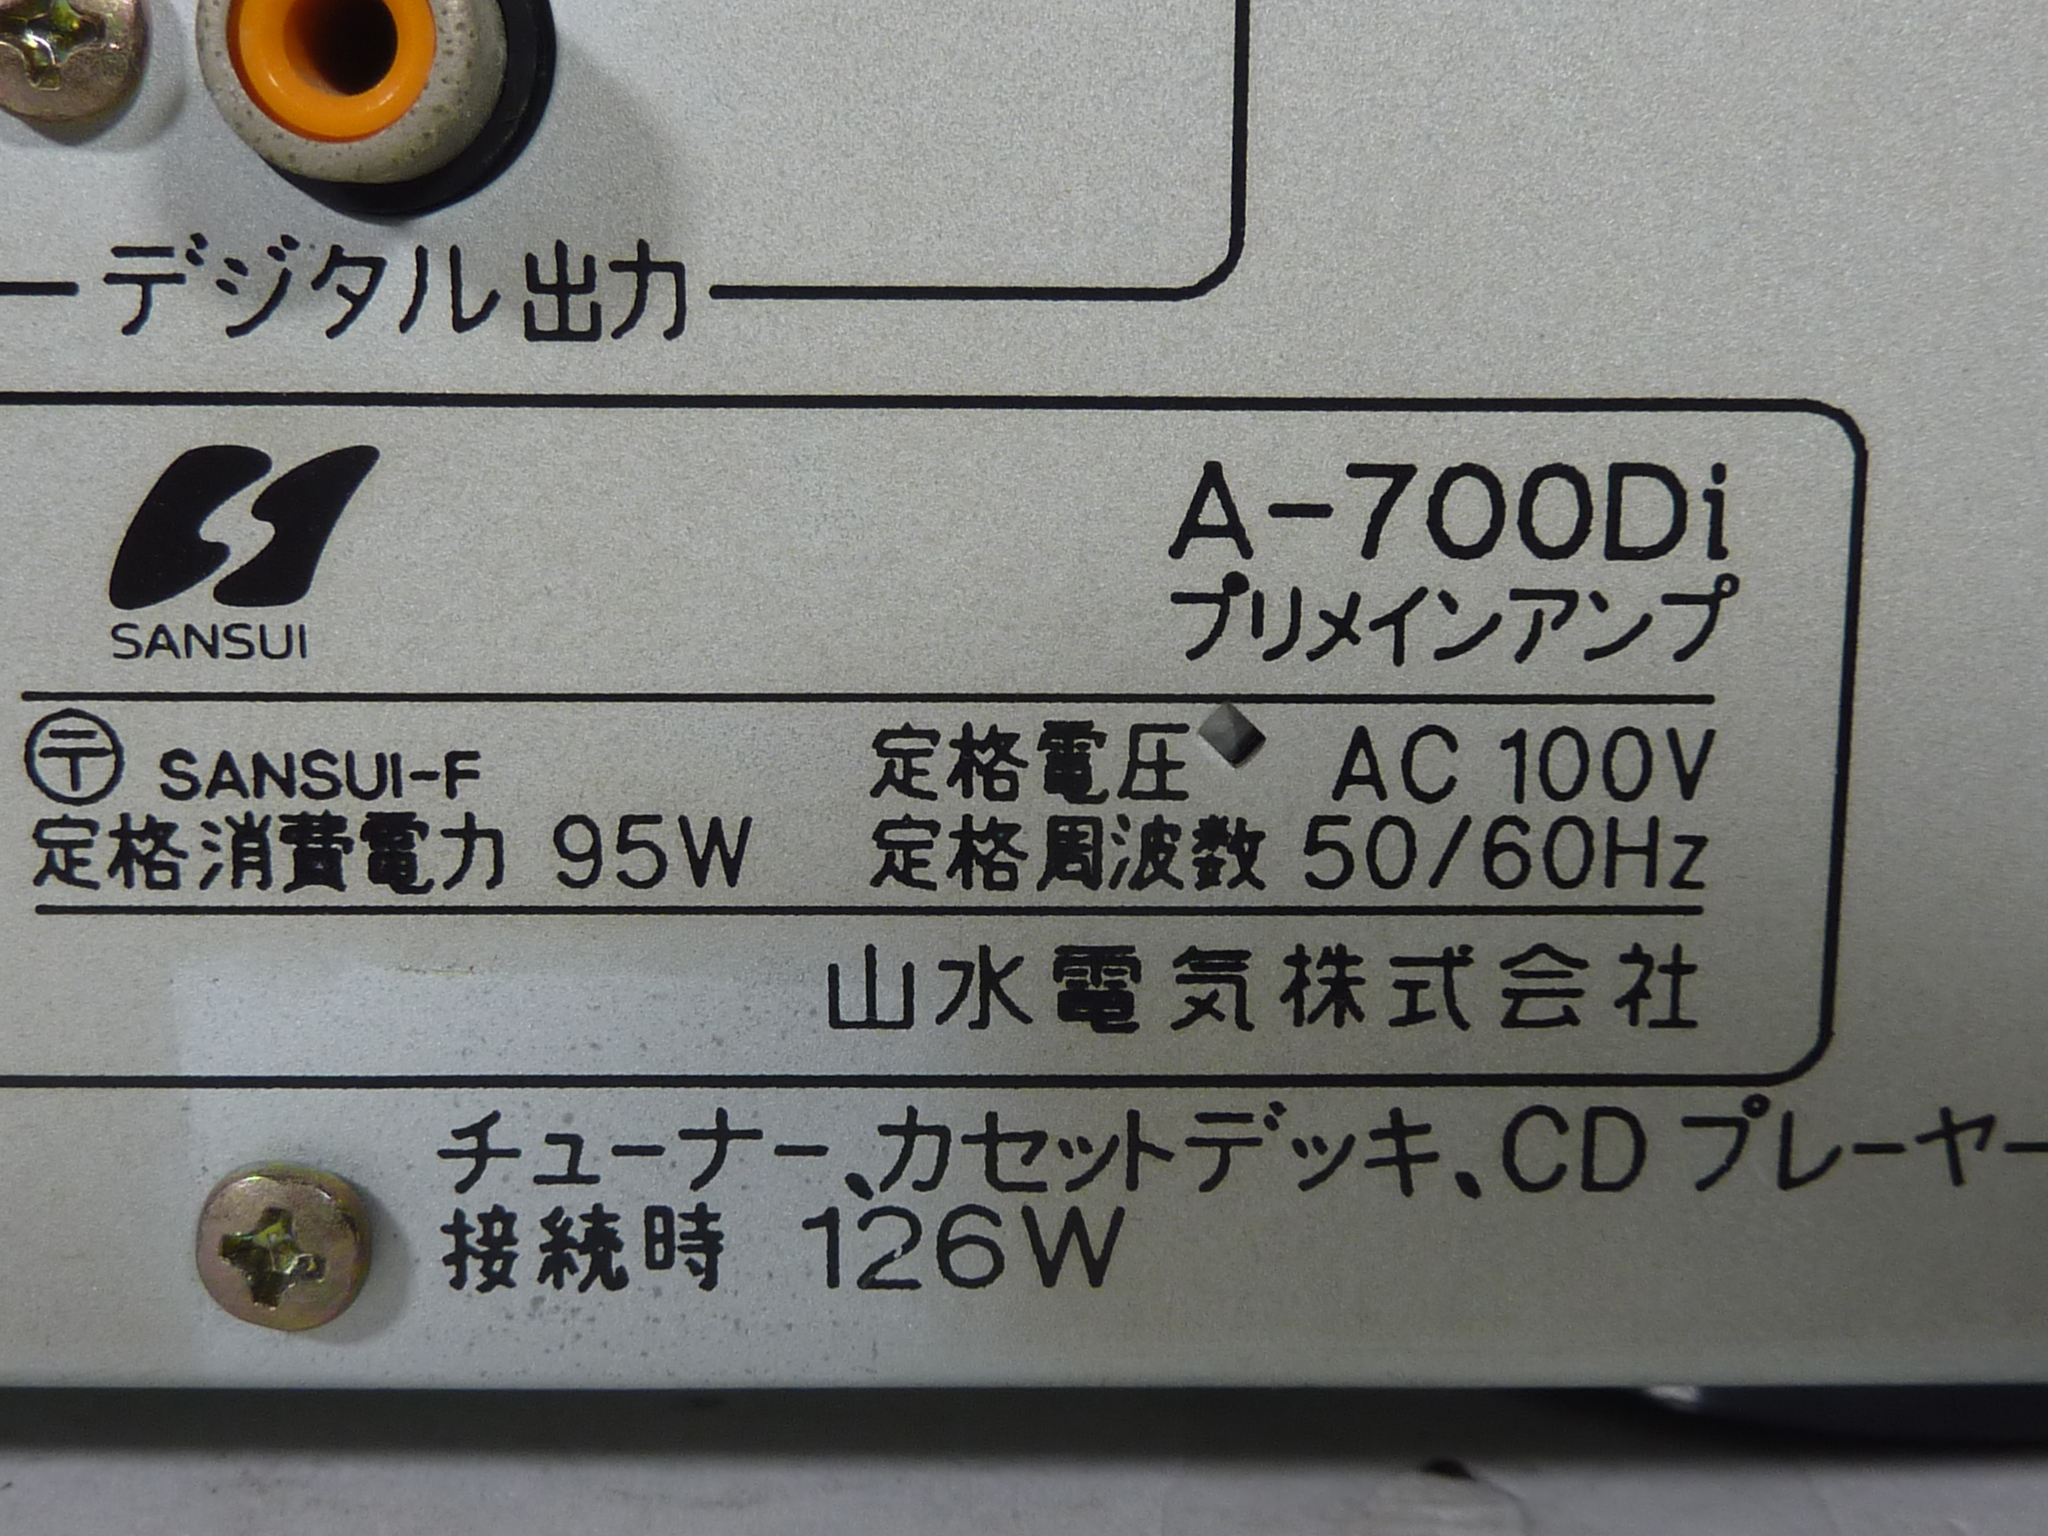 デジタル出力
SANSUI
A-700Di
プリメインアンプ
〒 SANSUI-F
定格電圧 AC 100V
定格消費電力 95W
定格周波数 50/60Hz
山水電気株式会社
チューナー、カセットデッキ、CDプレーヤー
接続時 126W